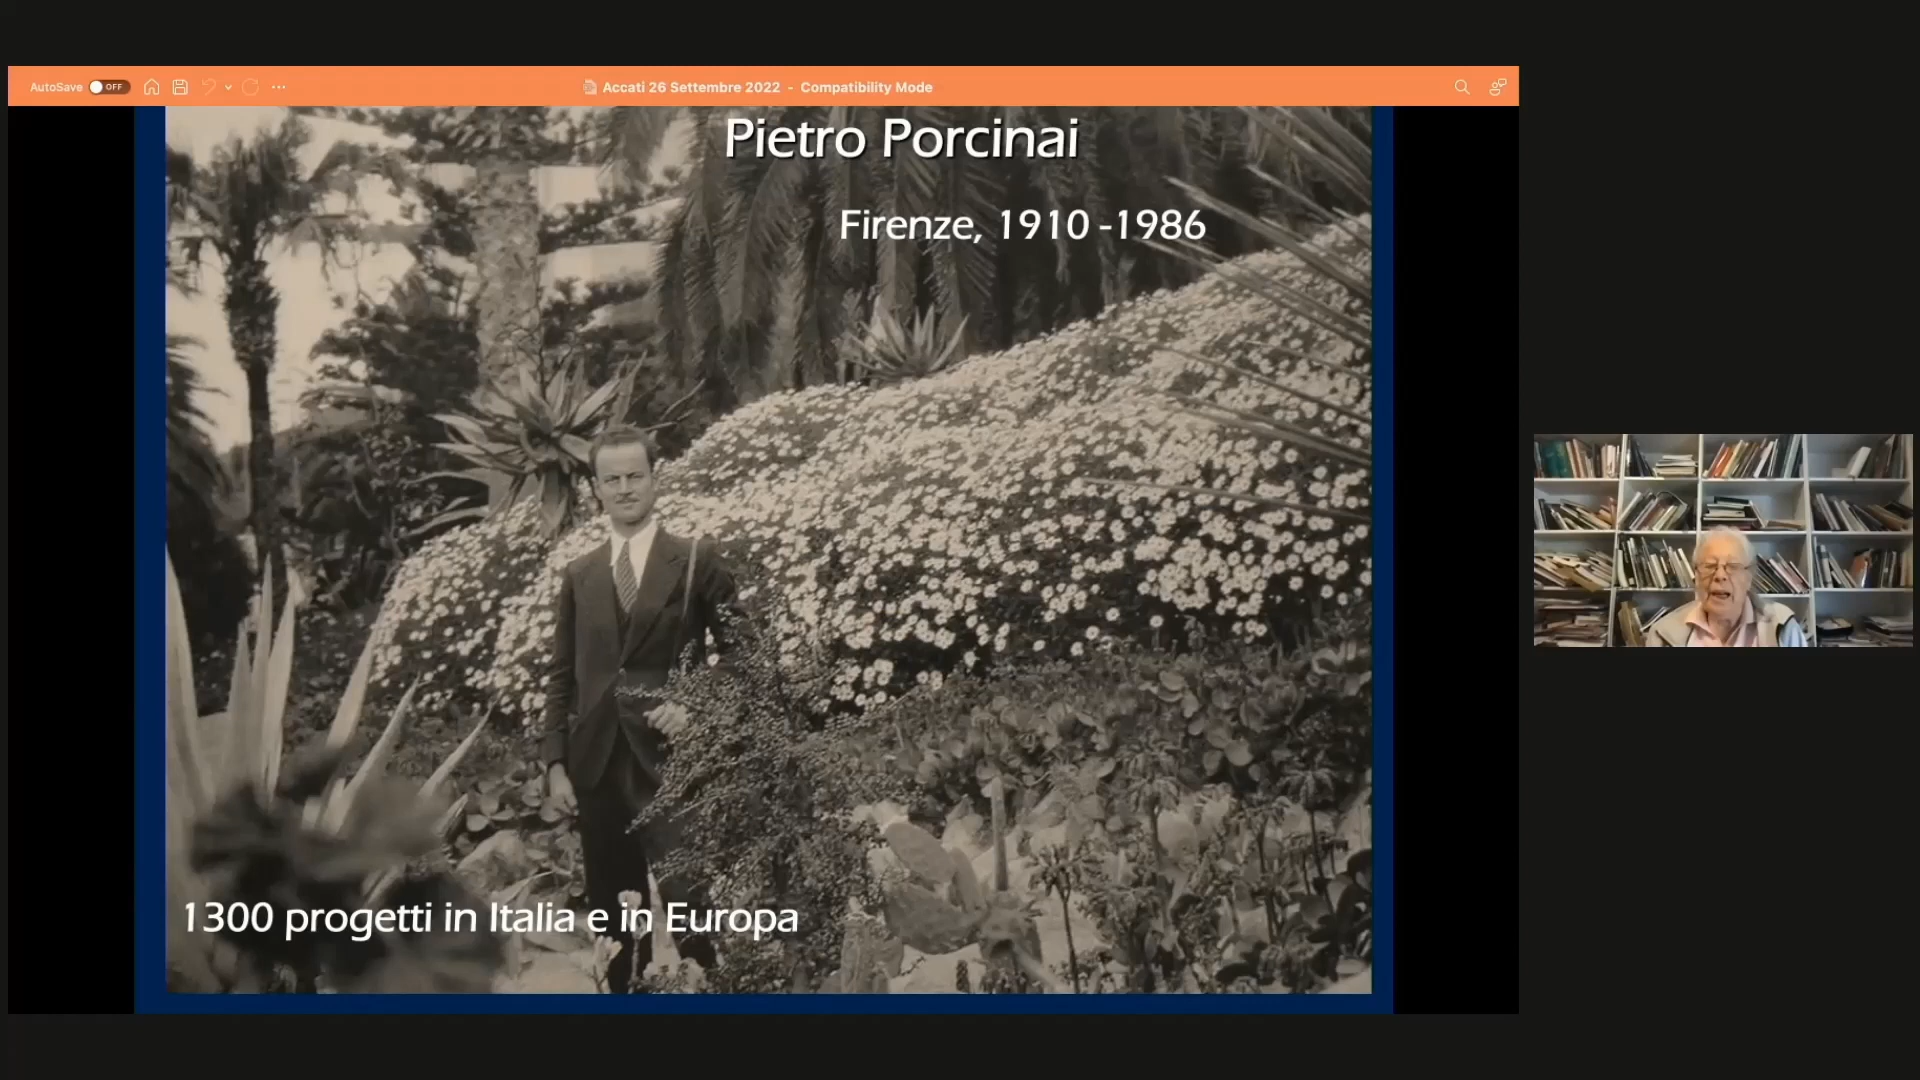 AutoSave OFF
Accati 26 Settembre 2022 - Compatibility Mode
Pietro Porcinai
Firenze, 1910 -1986
1300 progetti in Italia e in Europa